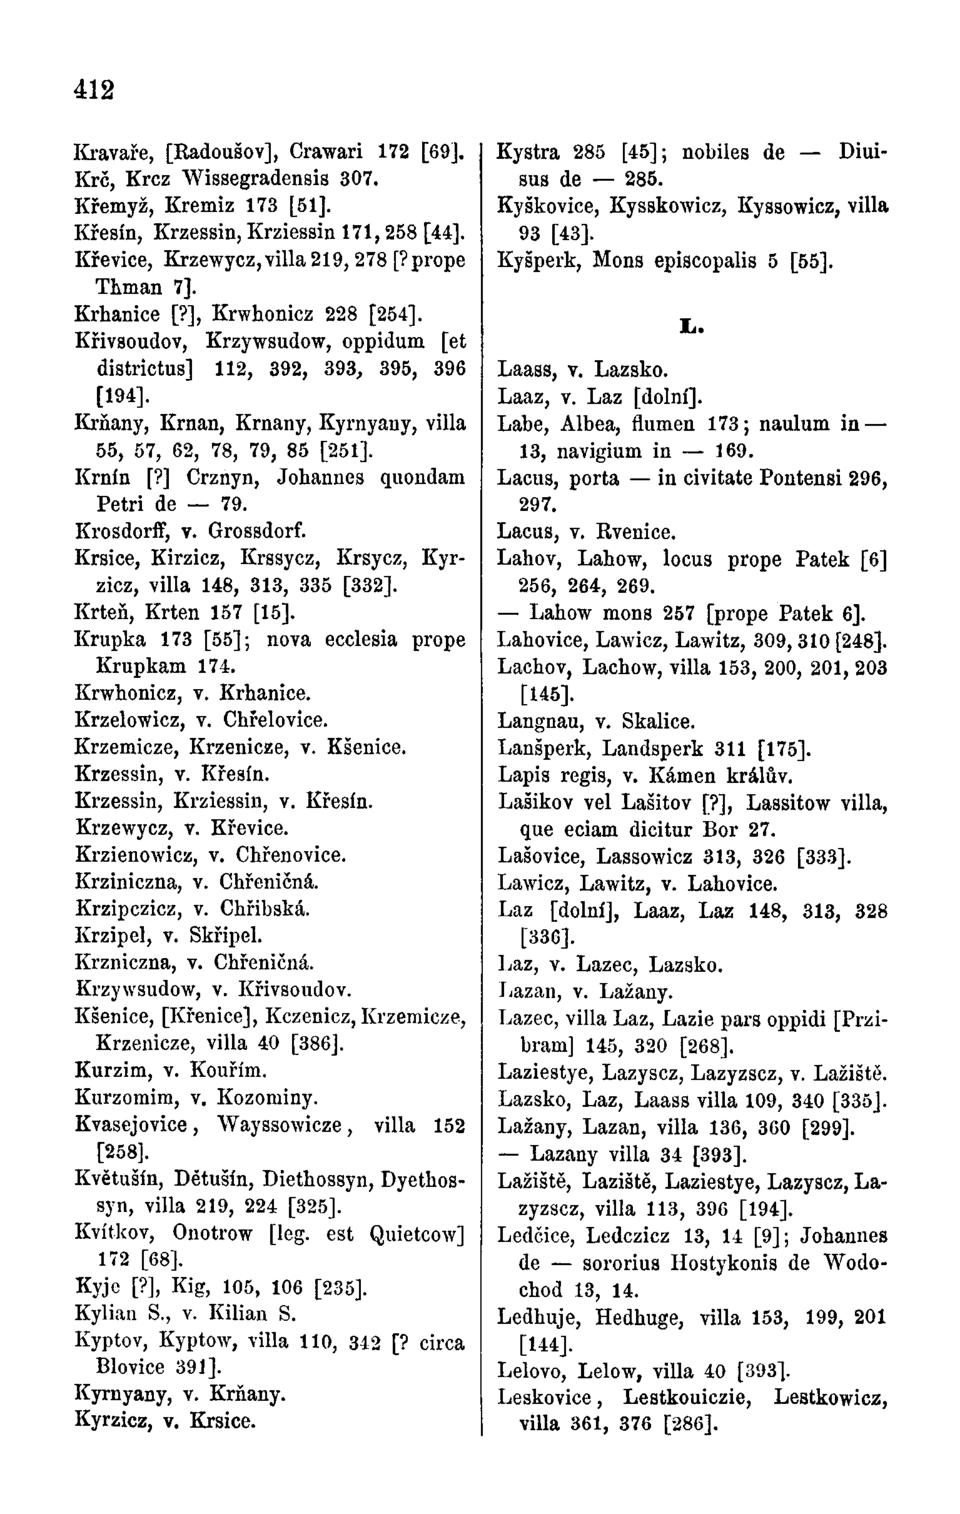 412
Kravaře, [Radoušov], Crawari 172 [69].
Krč, Krcz Wissegradensis 307.
Křemyž, Kremiz 173 [51].
Křesín, Krzessin, Krziessin 171, 258 [44].
Křevice, Krzewycz, villa 219, 278 [? prope
Thman 7].
Krhanice [?], Krwhonicz 228 [254].
Křivsoudov, Krzywsudow, oppidum [et
districtus] 112, 392, 393, 395, 396
[194].
Krňany, Krnan, Krnany, Kyrnyany, villa
55, 57, 62, 78, 79, 85 [251].
Krnín [?] Crznyn, Johannes quondam
Petri de — 79.
Krosdorff, v. Grossdorf.
Krsice, Kirzicz, Krssycz, Krsycz, Kyr-
zicz, villa 148, 313, 335 [332].
Krteň, Krten 157 [15].
Krupka 173 [55]; nova ecclesia prope
Krupkam 174.
Krwhonicz, v. Krhanice.
Krzelowicz, v. Chřelovice.
Krzemicze, Krzenicze, v. Kšenice.
Krzessin, v. Křesín.
Krzessin, Krziessin, v. Křesín.
Krzewycz, v. Křevice.
Krzienowicz, v. Chřenovice.
Krziniczna, v. Chřeničná.
Krzipczicz, v. Chřibská.
Krzipel, v. Skřipel.
Krzniczna, v. Chřeničná.
Krzywsudow, v. Křivsoudov.
Kšenice, [Křenice], Kczenicz, Krzemicze,
Krzenicze, villa 40 [386].
Kurzim, v. Kouřím.
Kurzomim, v. Kozominy.
Kvasejovice, Wayssowicze, villa 152
[258].
Květušín, Dětušín, Diethossyn, Dyethos-
syn, villa 219, 224 [325].
Kvítkov, Onotrow [leg. est Quietcow]
172 [68].
Kyje [?], Kig, 105, 106 [235].
Kylian S., v. Kilian S.
Kyptov, Kyptow, villa 110, 342 [? circa
Blovice 391].
Kyrnyany, v. Krňany.
Kyrzicz, v. Krsice.
Kystra 285 [45]; nobiles de — Diui-
sus de — 285.
Kyškovice, Kysskowicz, Kyssowicz, villa
93 [43].
Kyšperk, Mons episcopalis 5 [55].
L.
Laass, v. Lazsko.
Laaz, v. Laz [dolní].
Labe, Albea, flumen 173; naulum in —
13, navigium in — 169.
Lacus, porta — in civitate Pontensi 296,
297.
Lacus, v. Rvenice.
Lahov, Lahow, locus prope Patek [6]
256, 264, 269.
— Lahow mons 257 [prope Patek 6].
Lahovice, Lawicz, Lawitz, 309, 310 [248].
Lachov, Lachow, villa 153, 200, 201, 203
[145].
Langnau, v. Skalice.
Lanšperk, Landsperk 311 [175].
Lapis regis, v. Kámen králův.
Lašikov vel Lašitov [?], Lassitow villa,
que eciam dicitur Bor 27.
Lašovice, Lassowicz 313, 326 [333].
Lawicz, Lawitz, v. Lahovice.
Laz [dolní], Laaz, Laz 148, 313, 328
[336].
Laz, v. Lazec, Lazsko.
Lazan, v. Lažany.
Lazec, villa Laz, Lazie pars oppidi [Przi-
bram] 145, 320 [268].
Laziestye, Lazyscz, Lazyzscz, v. Lažiště.
Lazsko, Laz, Laass villa 109, 340 [335].
Lažany, Lazan, villa 136, 360 [299].
— Lazany villa 34 [393].
Lažiště, Laziště, Laziestye, Lazyscz, La-
zyzscz, villa 113, 396 [194].
Ledčice, Ledczicz 13, 14 [9]; Johannes
de — sororius Hostykonis de Wodo-
chod 13, 14.
Ledhuje, Hedhuge, villa 153, 199, 201
[144].
Lelovo, Lelow, villa 40 [393].
Leskovice, Lestkouiczie, Lestkowicz,
villa 361, 376 [286].